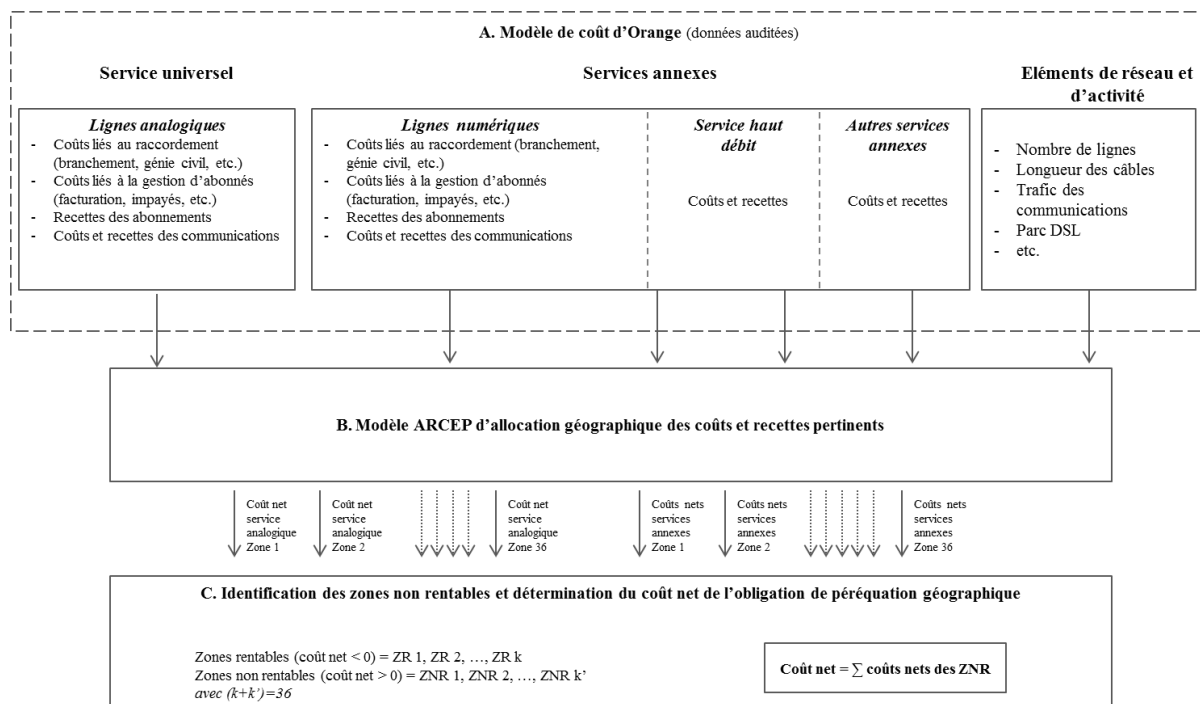 A. Modèle de coût d'Orange (données auditées)
Service universel
Services annexes
Eléments de réseau et
d'activité
Lignes analogiques
- Coûts liés au raccordement
(branchement, génie civil, etc.)
- Coûts liés à la gestion d'abonnés
(facturation, impayés, etc.)
- Recettes des abonnements
- Coûts et recettes des communications
Lignes numériques
- Coûts liés au raccordement (branchement,
génie civil, etc.)
- Coûts liés à la gestion d'abonnés
(facturation, impayés, etc.)
- Recettes des abonnements
- Coûts et recettes des communications
Service haut
débit
Coûts et recettes
Autres services
annexes
Coûts et recettes
- Nombre de lignes
- Longueur des câbles
- Trafic des
communications
- Parc DSL
- etc.
B. Modèle ARCEP d'allocation géographique des coûts et recettes pertinents
Coût net
service
analogique
Zone 1
Coût net
service
analogique
Zone 2
Coût net
service
analogique
Zone 36
Coûts nets
services
annexes
Zone 1
Coûts nets
services
annexes
Zone 2
Coûts nets
services
annexes
Zone 36
C. Identification des zones non rentables et détermination du coût net de l'obligation de péréquation géographique
Zones rentables (coût net < 0) = ZR 1, ZR 2, …, ZR k
Zones non rentables (coût net > 0) = ZNR 1, ZNR 2, …, ZNR k'
avec (k+k')=36
Coût net = ∑ coûts nets des ZNR